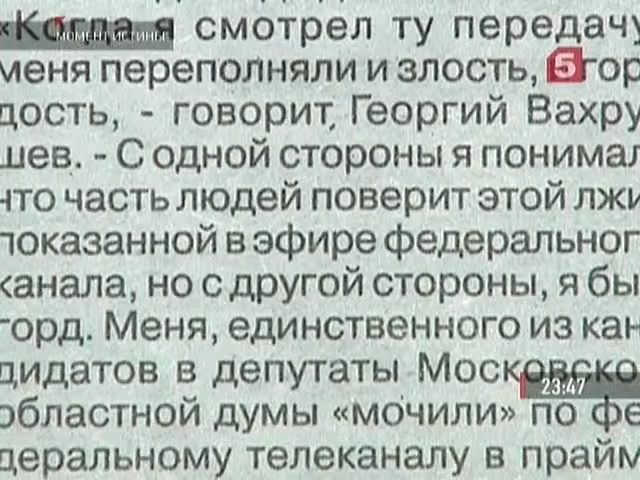 «Когда я смотрел ту передачу
МОМЕНТ ИСТИНЫ
меня переполняли и злость, 5 гор
дость, - говорит Георгий Вахру
шев. - С одной стороны я понимал
что часть людей поверит этой лжи
показанной в эфире федерального
канала, но с другой стороны, я бы
горд. Меня, единственного из кан
дидатов в депутаты Московско
23:47
областной думы «мочили» по фе
деральному телеканалу в прайм